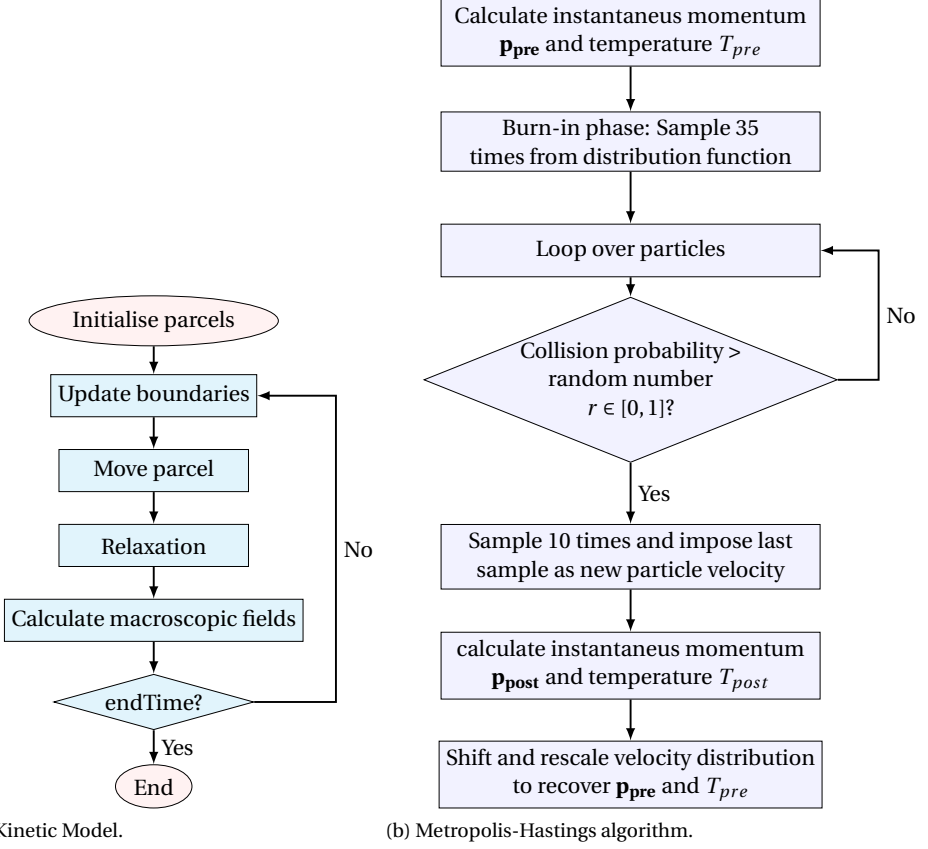 Initialise parcels
Update boundaries
Move parcel
Relaxation
Calculate macroscopic fields
endTime?
No
Yes
End
Kinetic Model.
Calculate instantaneus momentum
p_pre and temperature T_pre
Burn-in phase: Sample 35
times from distribution function
Loop over particles
No
Collision probability >
random number
r ∈ [0, 1]?
Yes
Sample 10 times and impose last
sample as new particle velocity
calculate instantaneus momentum
p_post and temperature T_post
Shift and rescale velocity distribution
to recover p_pre and T_pre
(b) Metropolis-Hastings algorithm.